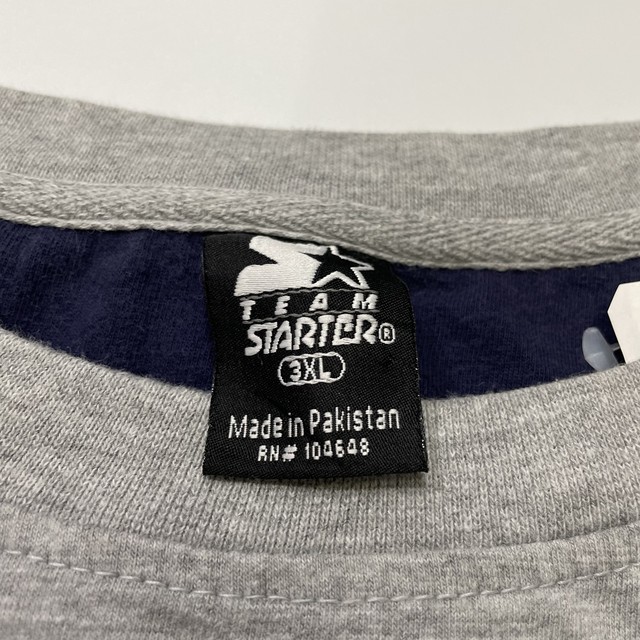 TEAM
STARTER®
3XL
Made in Pakistan
RN# 104648